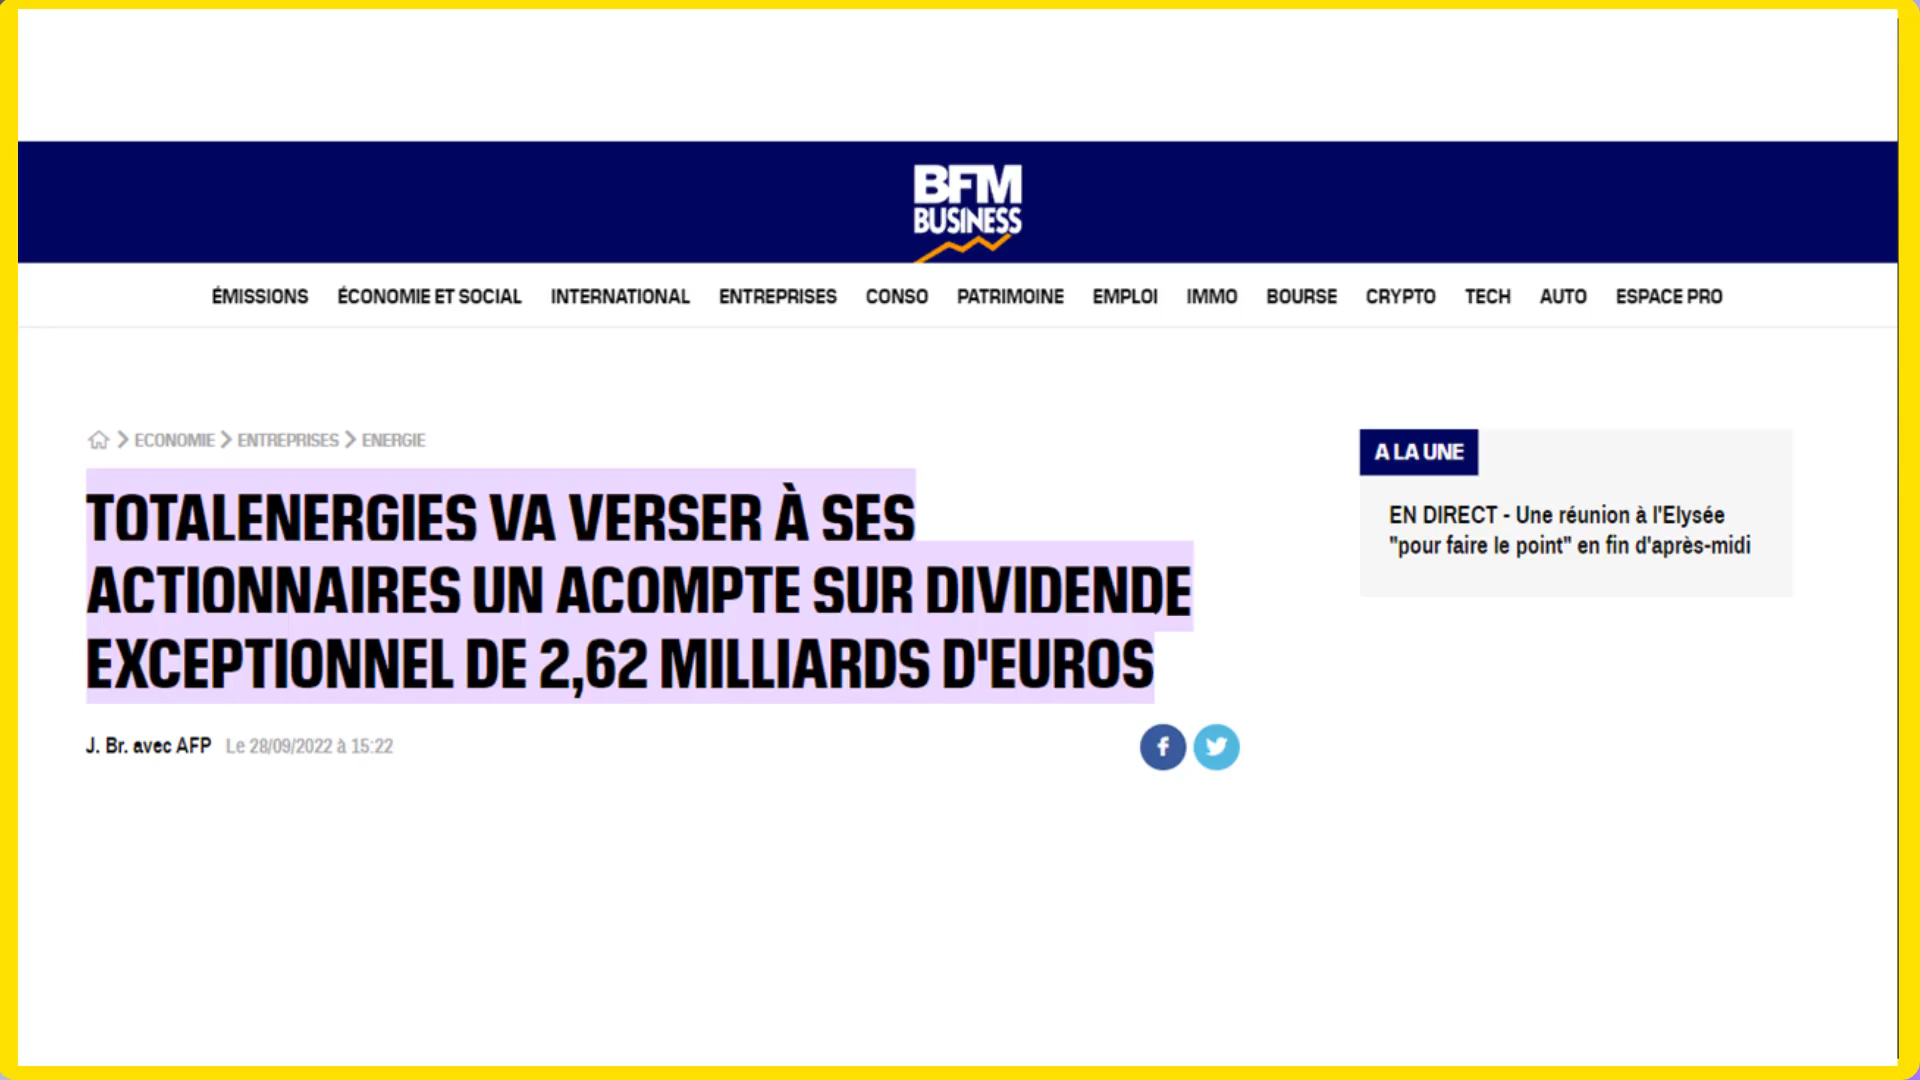 BFM
BUSINESS
ÉMISSIONS ÉCONOMIE ET SOCIAL INTERNATIONAL ENTREPRISES CONSO PATRIMOINE EMPLOI IMMO BOURSE CRYPTO TECH AUTO ESPACE PRO
ECONOMIE ENTREPRISES ENERGIE
TOTALENERGIES VA VERSER À SES
ACTIONNAIRES UN ACOMPTE SUR DIVIDENDE
EXCEPTIONNEL DE 2,62 MILLIARDS D'EUROS
J. Br. avec AFP Le 28/09/2022 à 15:22
A LA UNE
EN DIRECT - Une réunion à l'Elysée
"pour faire le point" en fin d'après-midi